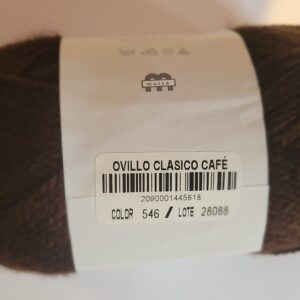 OVILLO CLASICO CAFÉ
2090001445618
COLOR 546 / LOTE 28088